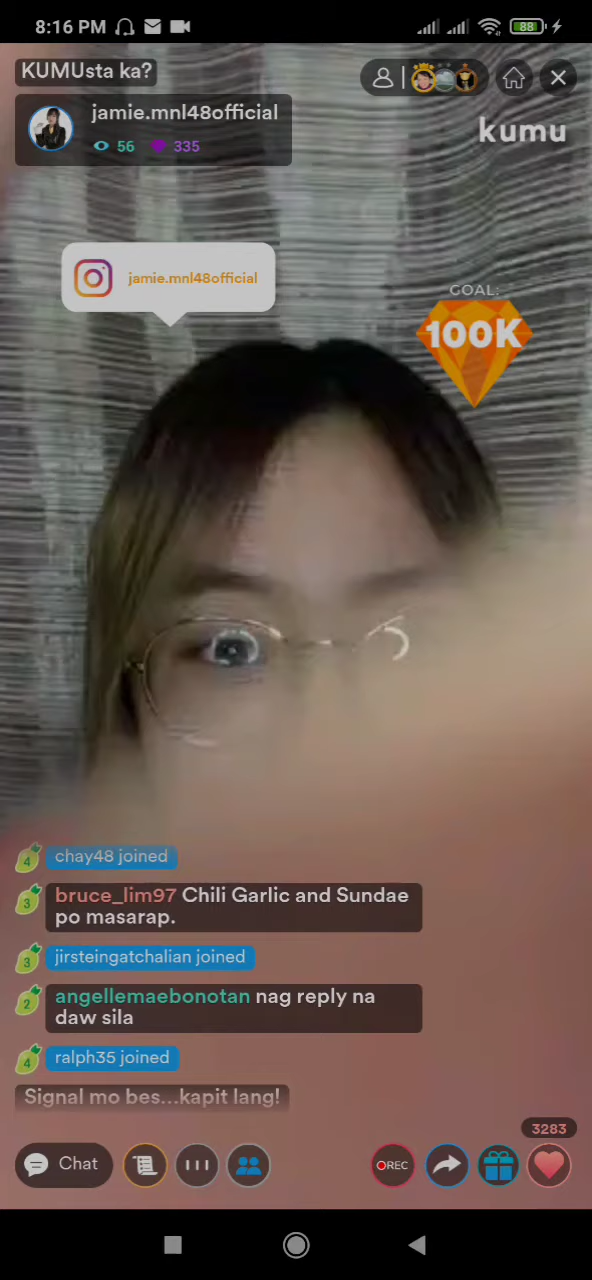 8:16 PM
88
KUMUsta ka?
jamie.mnl48official
56 335
kumu
jamie.mnl48official
GOAL:
100K
4 chay48 joined
3 bruce_lim97 Chili Garlic and Sundae
po masarap.
3 jirsteingatchalian joined
2 angellemaebonotan nag reply na
daw sila
4 ralph35 joined
Signal mo bes...kapit lang!
3283
Chat
REC